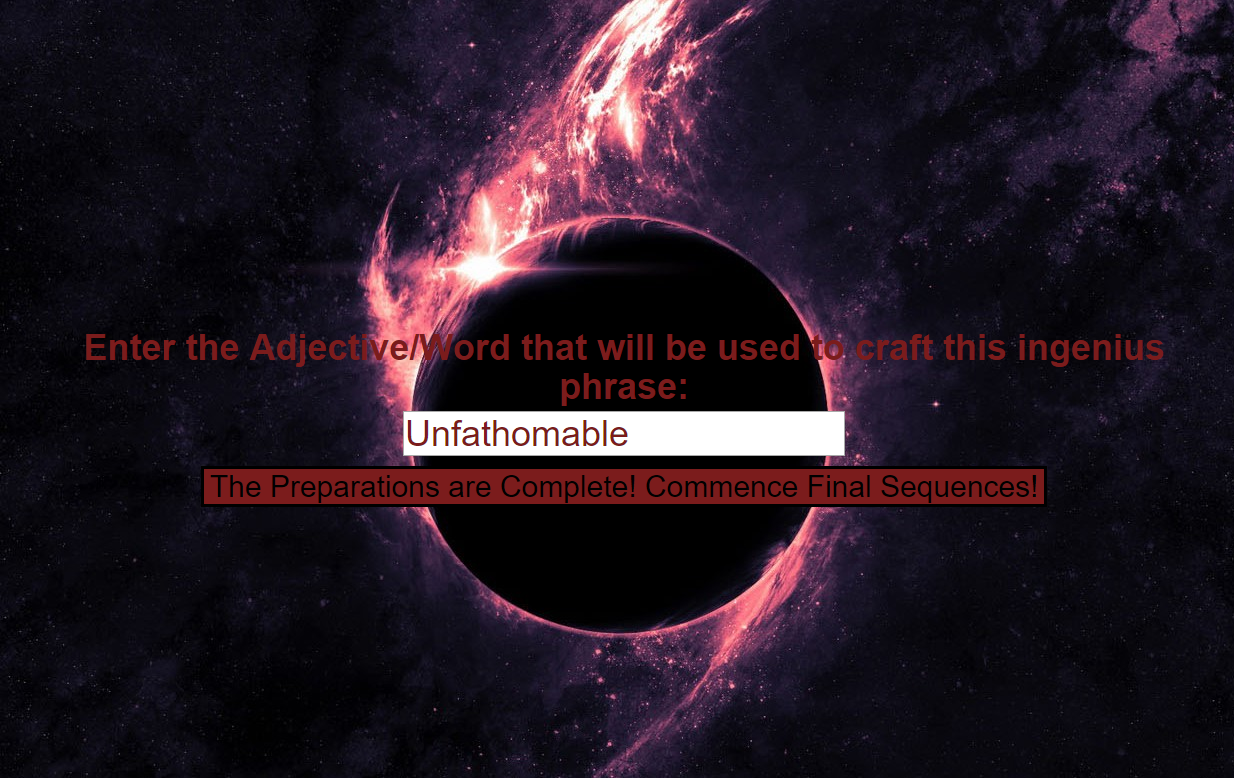 Enter the Adjective/Word that will be used to craft this ingenius
phrase:
Unfathomable
The Preparations are Complete! Commence Final Sequences!